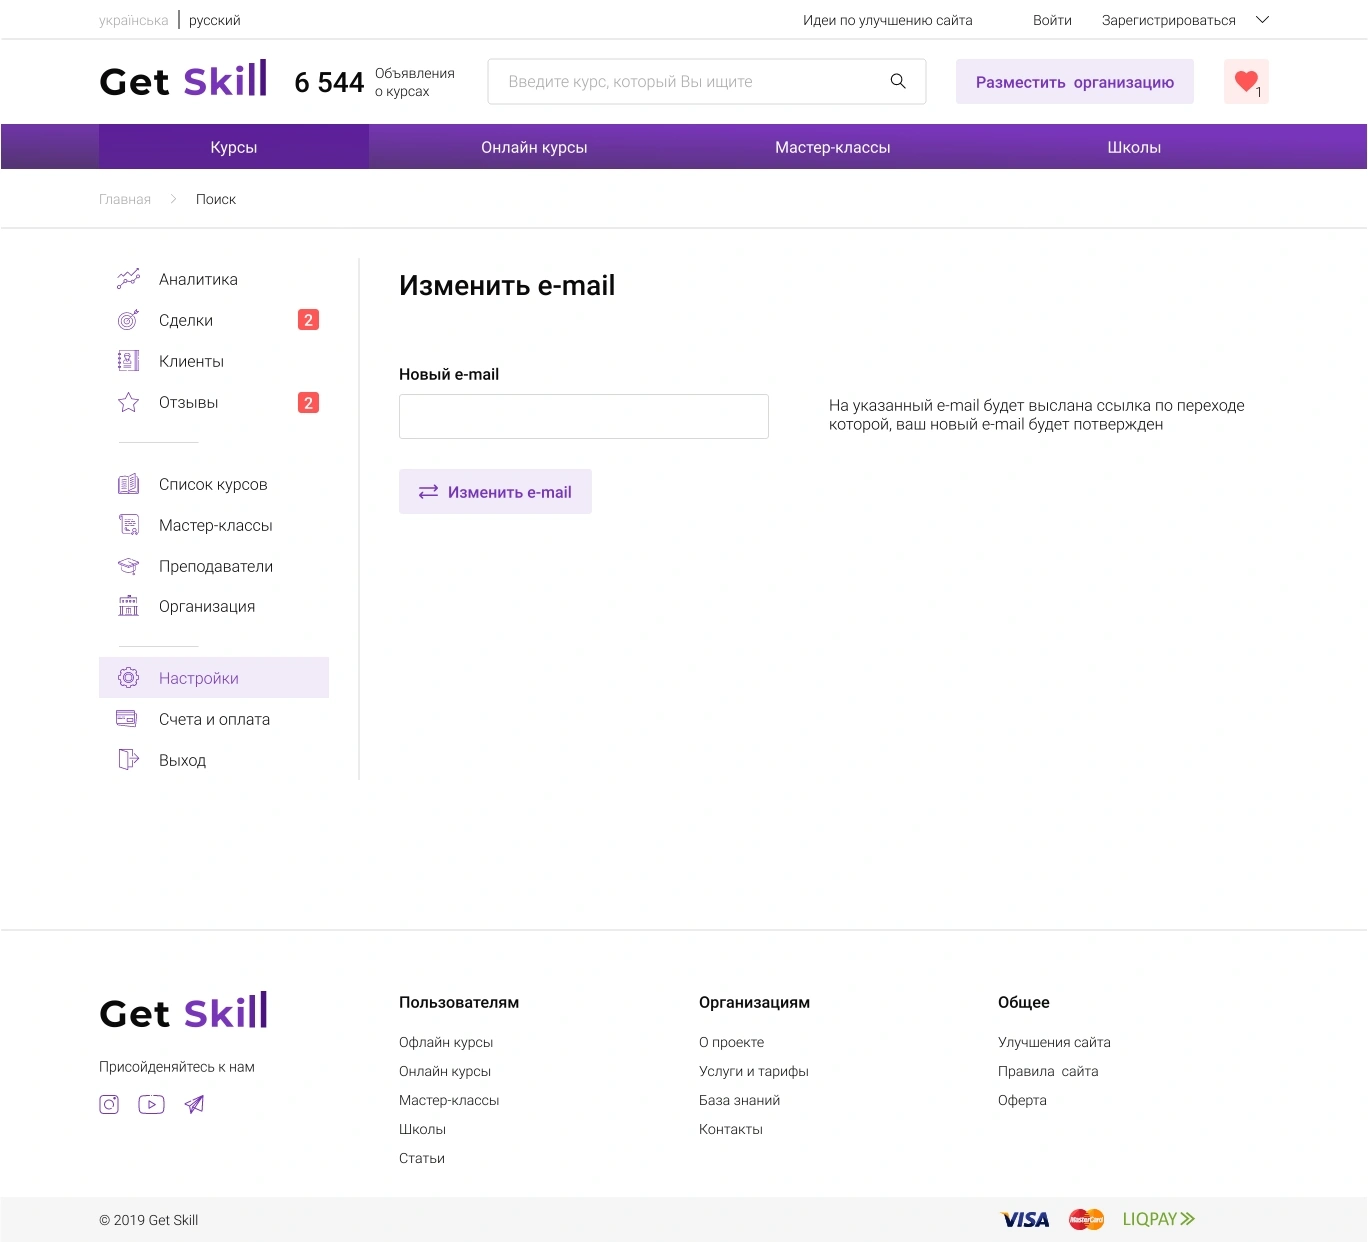 українська | русский
Идеи по улучшению сайта
Войти
Зарегистрироваться
Get Skill
6 544
Объявления
о курсах
Введите курс, который Вы ищите
Разместить организацию
1
Курсы
Онлайн курсы
Мастер-классы
Школы
Главная
Поиск
Аналитика
Сделки 2
Клиенты
Отзывы 2
Список курсов
Мастер-классы
Преподаватели
Организация
Настройки
Счета и оплата
Выход
Изменить e-mail
Новый e-mail
На указанный e-mail будет выслана ссылка по переходе
которой, ваш новый e-mail будет потвержден
Изменить e-mail
Get Skill
Присойденяйтесь к нам
Пользователям
Офлайн курсы
Онлайн курсы
Мастер-классы
Школы
Статьи
Организациям
О проекте
Услуги и тарифы
База знаний
Контакты
Общее
Улучшения сайта
Правила сайта
Оферта
© 2019 Get Skill
VISA
MasterCard
LIQPAY